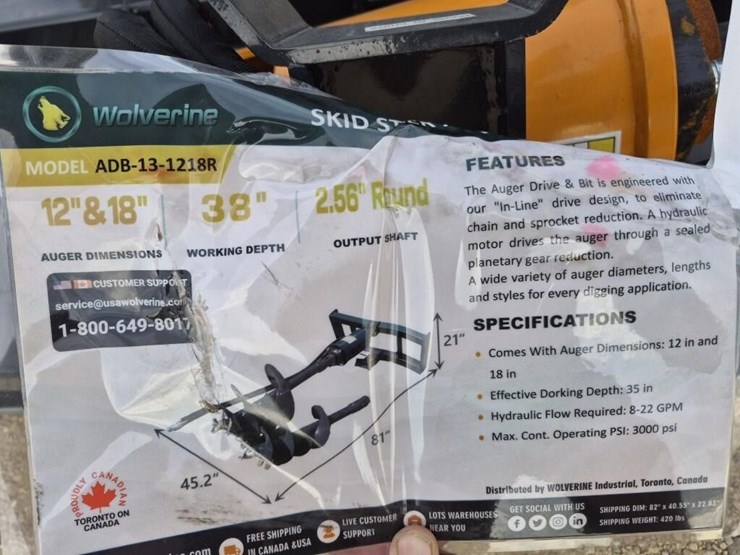 Wolverine
SKID
MODEL ADB-13-1218R
12"&18"
AUGER DIMENSIONS
38"
WORKING DEPTH
2.56" Round
OUTPUT SHAFT
CUSTOMER SUPPORT
service@usawolverine.com
1-800-649-8017
FEATURES
The Auger Drive & Bit is engineered with
our "In-Line" drive design, to eliminate
chain and sprocket reduction. A hydraulic
motor drives the auger through a sealed
planetary gear reduction.
A wide variety of auger diameters, lengths
and styles for every digging application.
SPECIFICATIONS
• Comes With Auger Dimensions: 12 in and
18 in
• Effective Dorking Depth: 35 in
• Hydraulic Flow Required: 8-22 GPM
• Max. Cont. Operating PSI: 3000 psi
21"
81"
45.2"
PROUDLY CANADIAN
TORONTO ON
CANADA
Distributed by WOLVERINE Industrial, Toronto, Canada
.com
FREE SHIPPING
IN CANADA &USA
LIVE CUSTOMER
SUPPORT
LOTS WAREHOUSES
NEAR YOU
GET SOCIAL WITH US
SHIPPING DIM: 82" x 40.55" x 22.83"
SHIPPING WEIGHT: 420 lbs